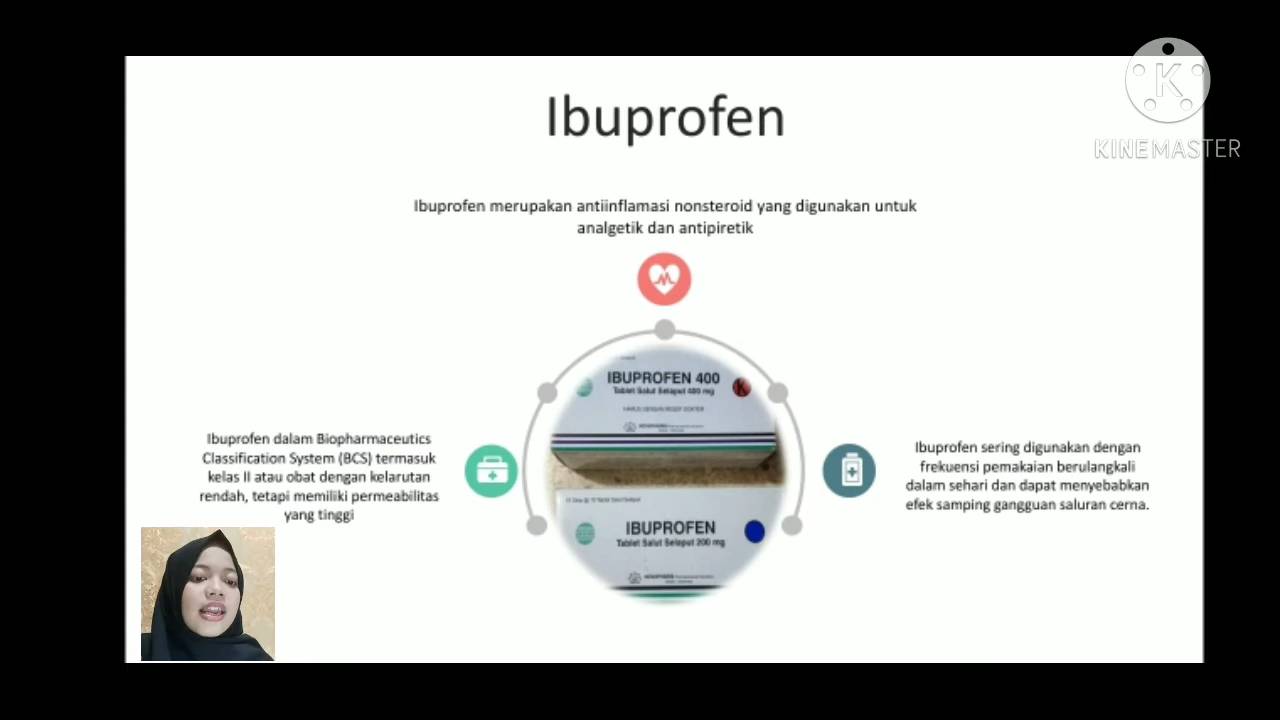 Ibuprofen
KINEMASTER
Ibuprofen merupakan antiinflamasi nonsteroid yang digunakan untuk
analgetik dan antipiretik
IBUPROFEN 400
Tablet Salut Selaput 400 mg
K
HARUS DENGAN RESEP DOKTER
Ibuprofen dalam Biopharmaceutics
Classification System (BCS) termasuk
kelas II atau obat dengan kelarutan
rendah, tetapi memiliki permeabilitas
yang tinggi
Ibuprofen sering digunakan dengan
frekuensi pemakaian berulangkali
dalam sehari dan dapat menyebabkan
efek samping gangguan saluran cerna.
IBUPROFEN
Tablet Salut Selaput 200 mg